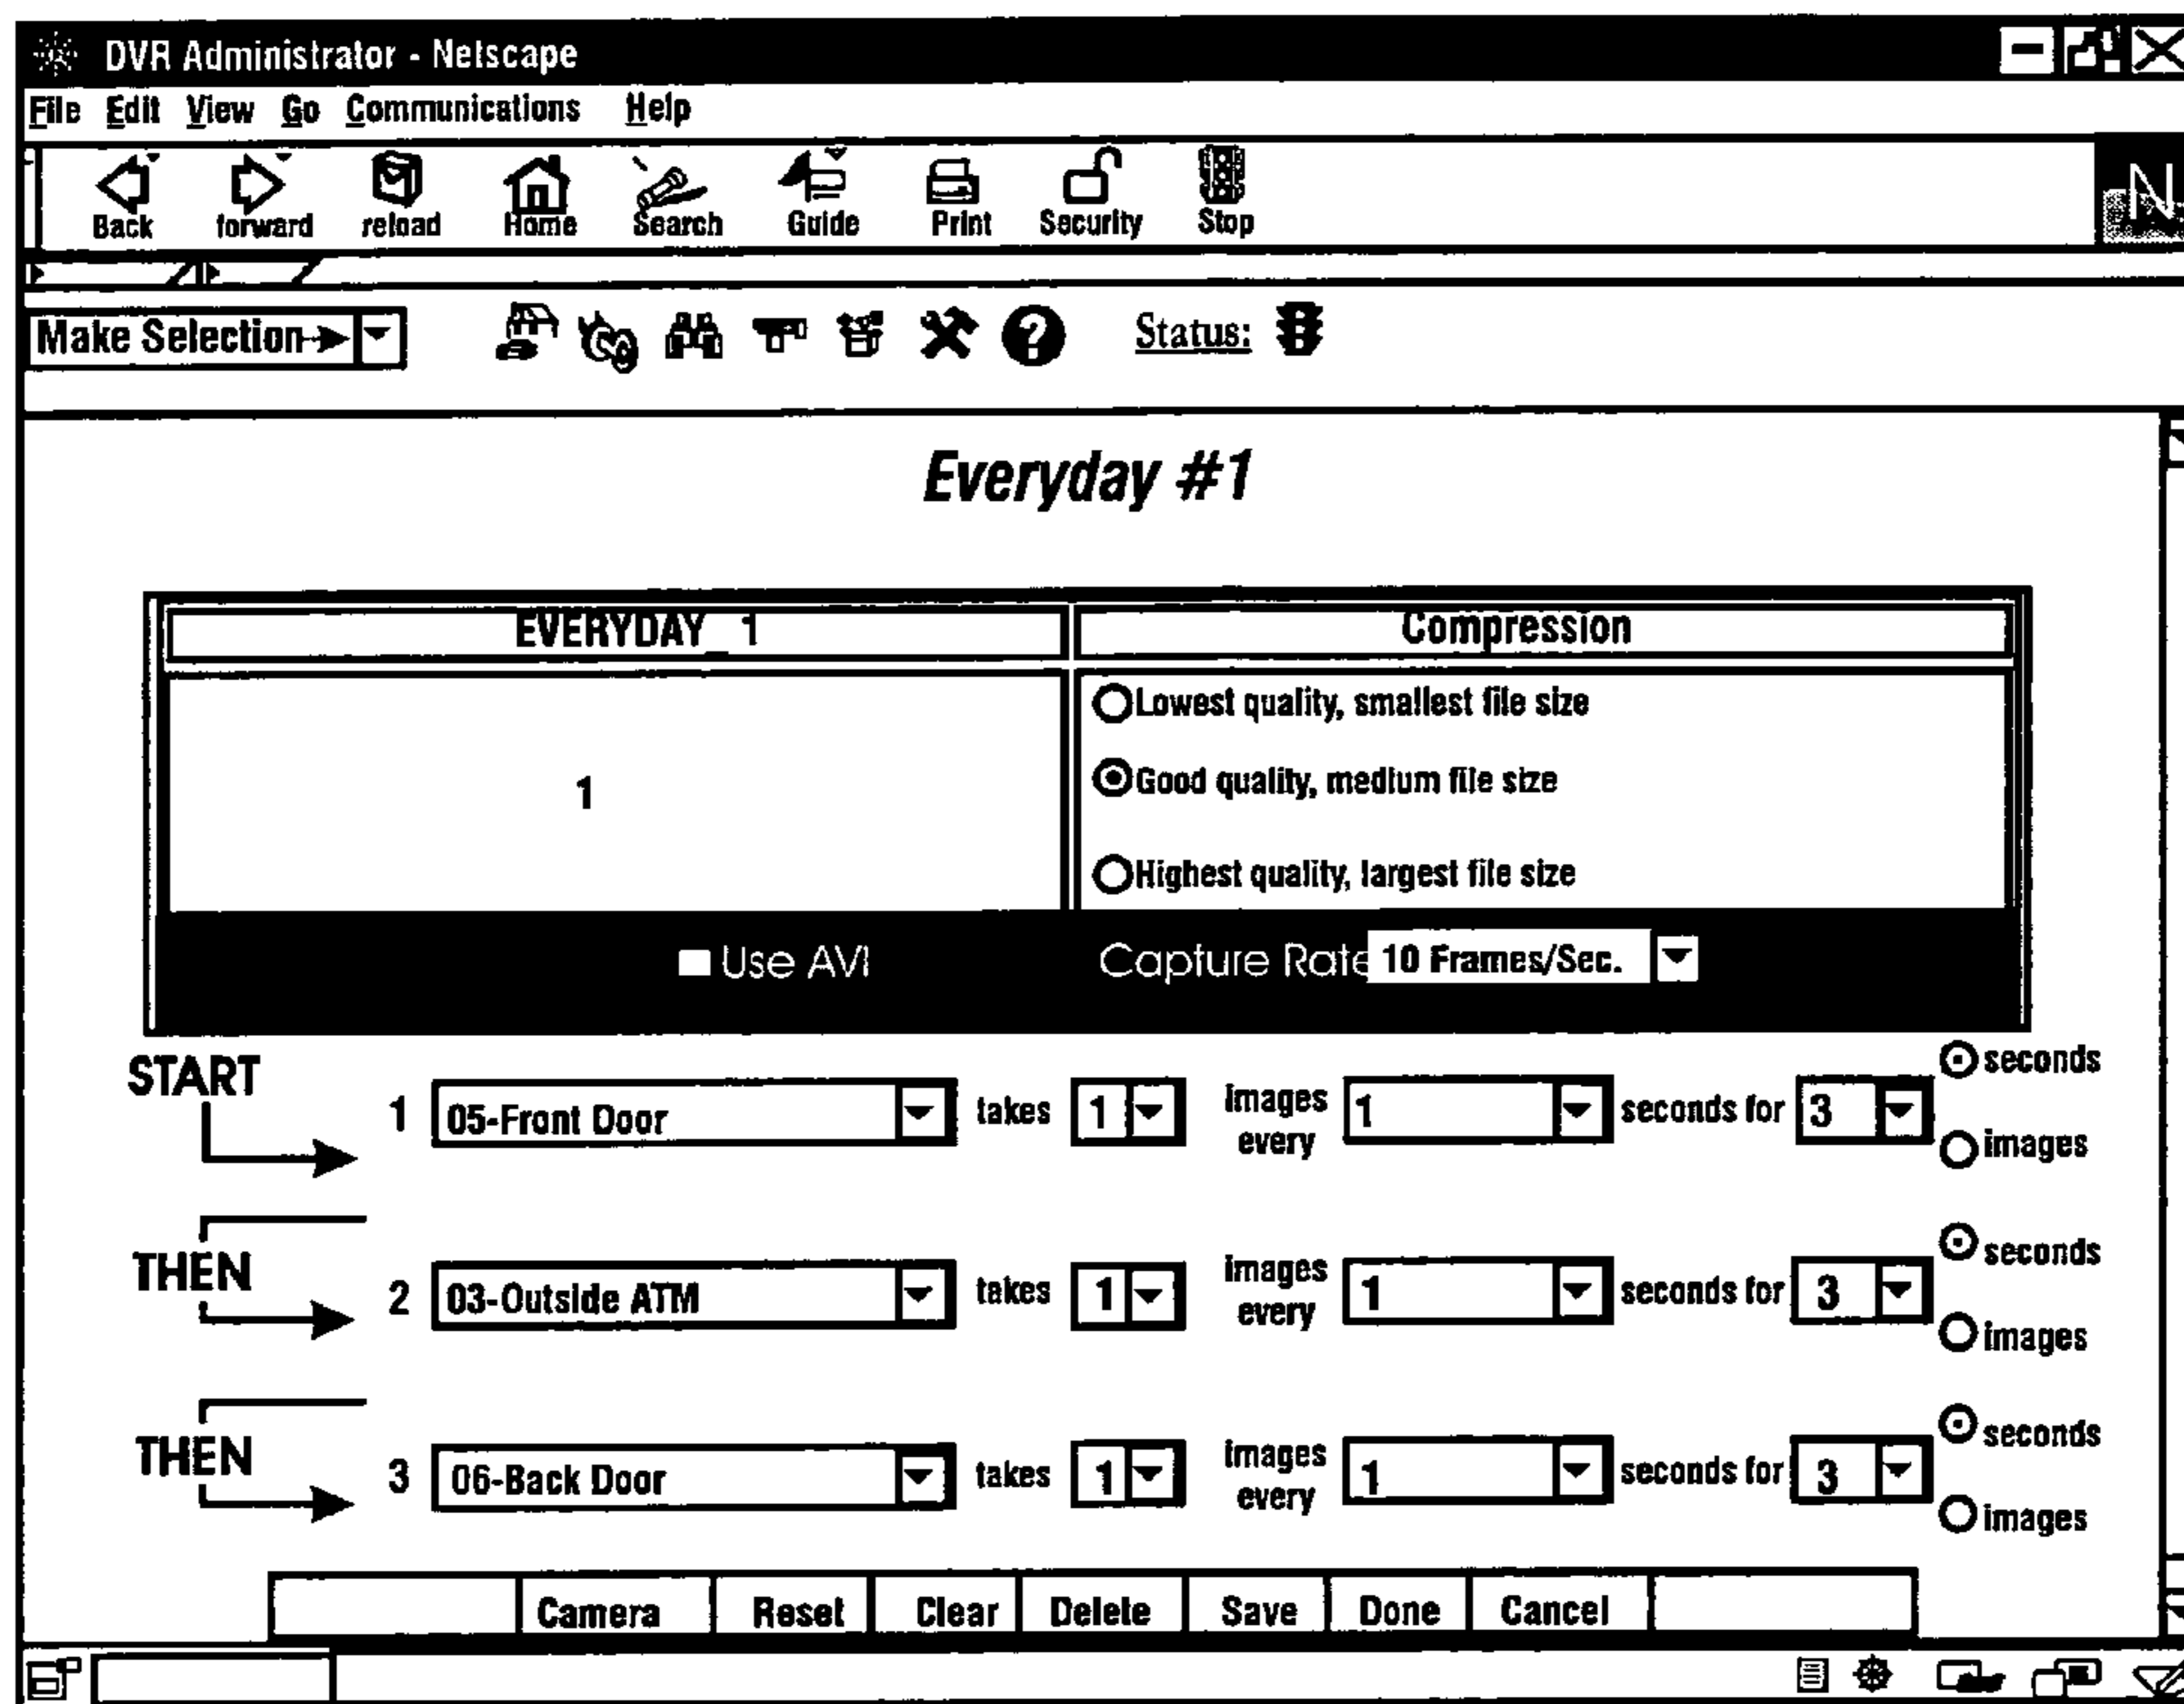 DVR Administrator - Netscape
File Edit View Go Communications Help
Back forward reload Home Search Guide Print Security Stop
N
Make Selection Status:
Everyday #1
EVERYDAY_1 Compression
Lowest quality, smallest file size
1 Good quality, medium file size
Highest quality, largest file size
Use AVI Capture Rate 10 Frames/Sec.
START
1 05-Front Door takes 1 images every 1 seconds for 3 seconds images
THEN
2 03-Outside ATM takes 1 images every 1 seconds for 3 seconds images
THEN
3 06-Back Door takes 1 images every 1 seconds for 3 seconds images
Camera Reset Clear Delete Save Done Cancel